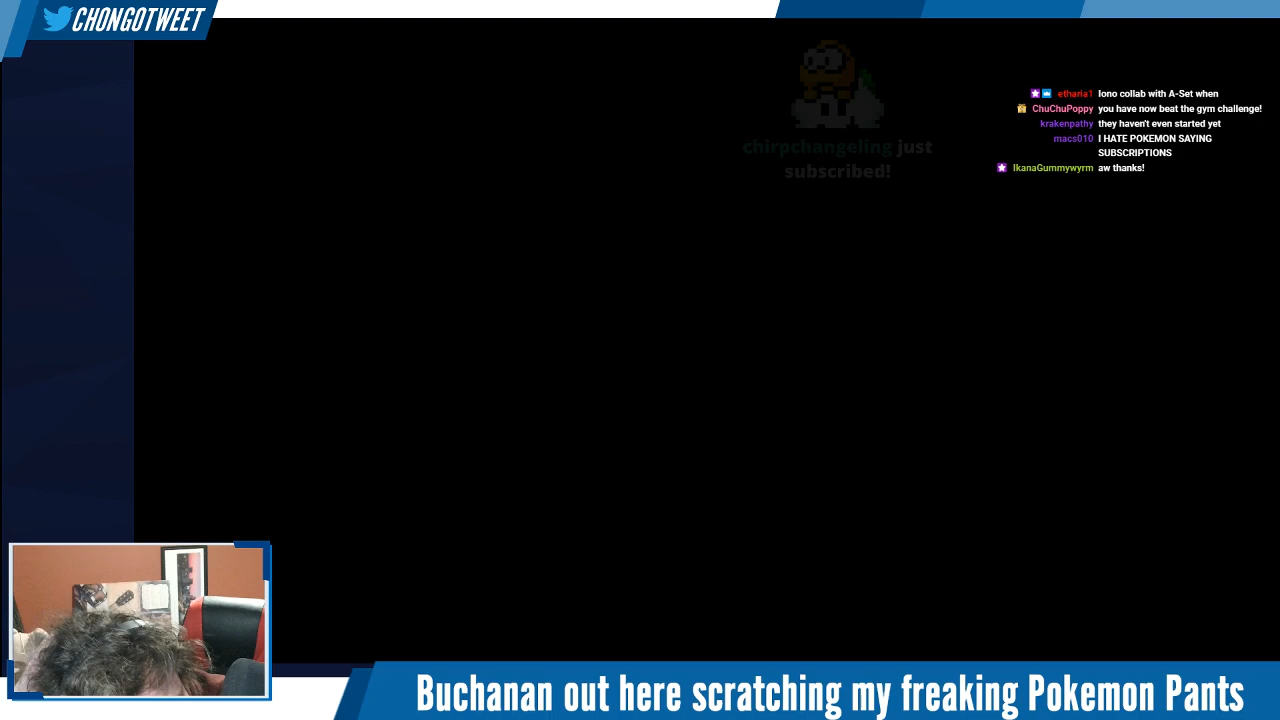 CHONGOTWEET
chirpchangeling just
subscribed!
etharia1 Iono collab with A-Set when
ChuChuPoppy you have now beat the gym challenge!
krakenpathy they haven't even started yet
macs010 I HATE POKEMON SAYING
SUBSCRIPTIONS
IkanaGummywyrm aw thanks!
Buchanan out here scratching my freaking Pokemon Pants